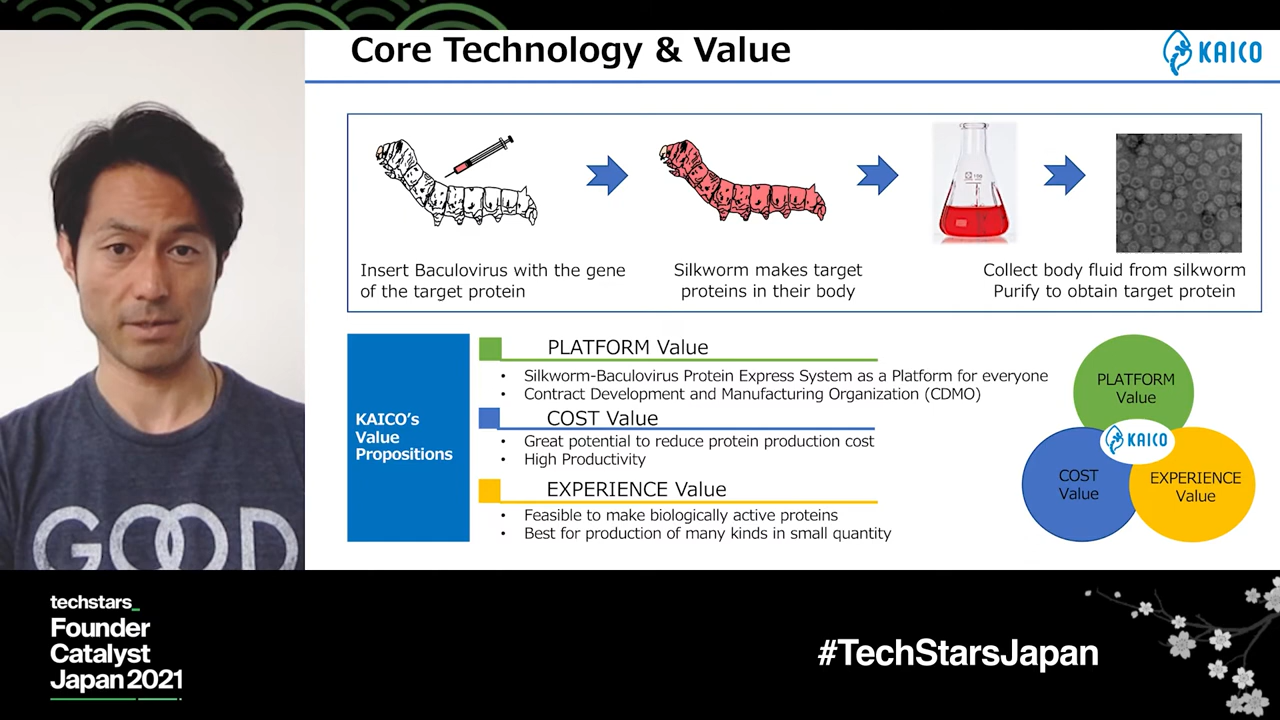 Core Technology & Value
KAICO
Insert Baculovirus with the gene
of the target protein
Silkworm makes target
proteins in their body
Collect body fluid from silkworm
Purify to obtain target protein
KAICO’s
Value
Propositions
PLATFORM Value
• Silkworm-Baculovirus Protein Express System as a Platform for everyone
• Contract Development and Manufacturing Organization (CDMO)
COST Value
• Great potential to reduce protein production cost
• High Productivity
EXPERIENCE Value
• Feasible to make biologically active proteins
• Best for production of many kinds in small quantity
PLATFORM
Value
KAICO
COST
Value
EXPERIENCE
Value
GOOD
techstars_
Founder
Catalyst
Japan 2021
#TechStarsJapan